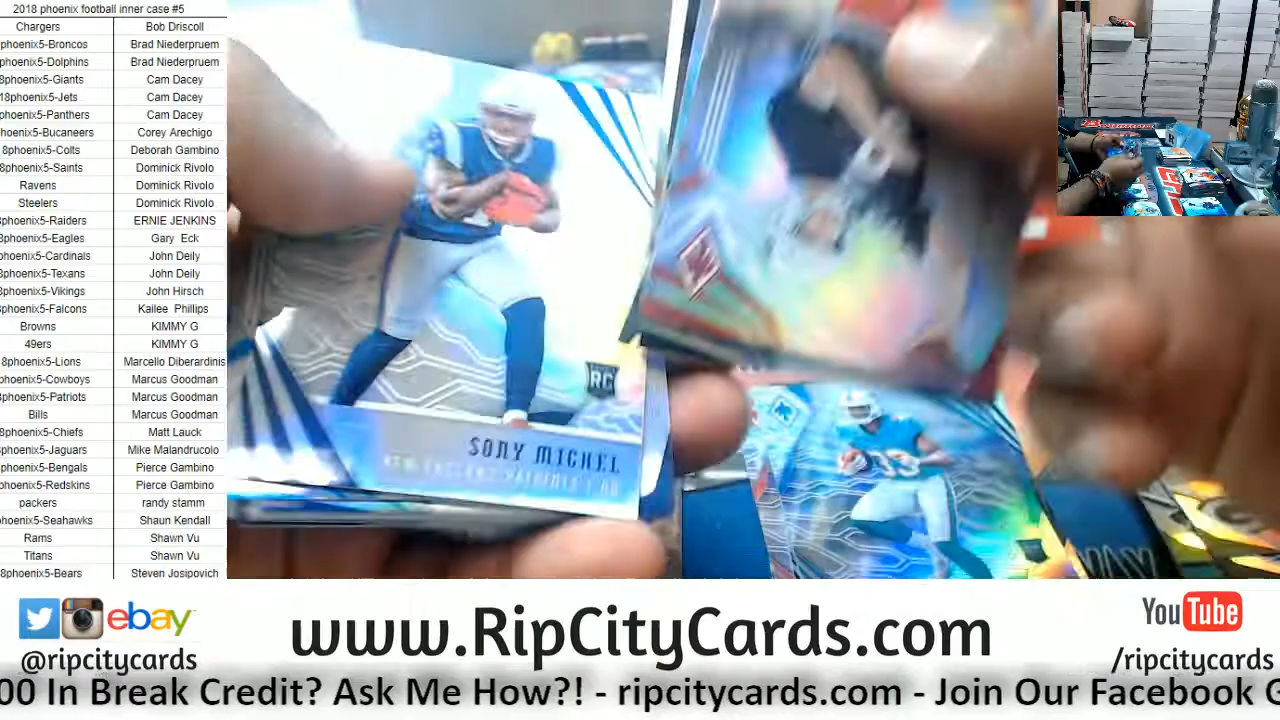 2018 phoenix football inner case #5
Chargers Bob Driscoll
phoenix5-Broncos Brad Niederpruem
phoenix5-Dolphins Brad Niederpruem
8phoenix5-Giants Cam Dacey
18phoenix5-Jets Cam Dacey
phoenix5-Panthers Cam Dacey
hoenix5-Bucaneers Corey Arechigo
8phoenix5-Colts Deborah Gambino
8phoenix5-Saints Dominick Rivolo
Ravens Dominick Rivolo
Steelers Dominick Rivolo
phoenix5-Raiders ERNIE JENKINS
8phoenix5-Eagles Gary Eck
phoenix5-Cardinals John Deily
phoenix5-Texans John Deily
phoenix5-Vikings John Hirsch
phoenix5-Falcons Kailee Phillips
Browns KIMMY G
49ers KIMMY G
8phoenix5-Lions Marcello Diberardinis
phoenix5-Cowboys Marcus Goodman
phoenix5-Patriots Marcus Goodman
Bills Marcus Goodman
8phoenix5-Chiefs Matt Lauck
phoenix5-Jaguars Mike Malandrucolo
phoenix5-Bengals Pierce Gambino
phoenix5-Redskins Pierce Gambino
packers randy stamm
hoenix5-Seahawks Shaun Kendall
Rams Shawn Vu
Titans Shawn Vu
8phoenix5-Bears Steven Josipovich
RC
SONY MICHEL
NEW ENGLAND PATRIOTS | RB
ebay
@ripcitycards
www.RipCityCards.com
YouTube
/ripcitycards
00 In Break Credit? Ask Me How?! - ripcitycards.com - Join Our Facebook G